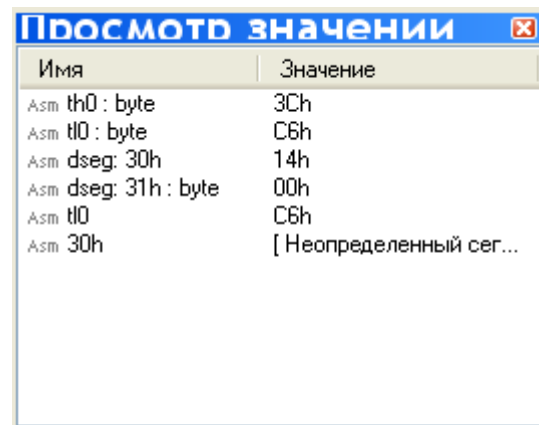 Просмотр значении
Имя Значение
Asm th0 : byte 3Ch
Asm tl0 : byte C6h
Asm dseg: 30h 14h
Asm dseg: 31h : byte 00h
Asm tl0 C6h
Asm 30h [ Неопределенный сег...